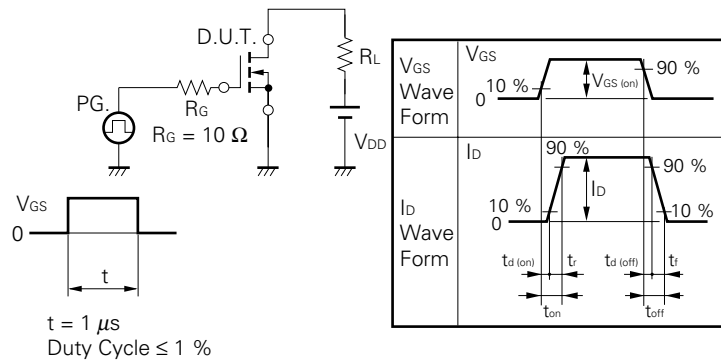 D.U.T.
RL
PG.
RG
RG = 10 Ω
VDD
VGS
0
t
t = 1 μs
Duty Cycle ≤ 1 %
VGS
Wave
Form
VGS
10 %
0
VGS (on)
90 %
ID
Wave
Form
ID
90 %
90 %
ID
10 %
0
10 %
td (on)
tr
td (off)
tf
ton
toff